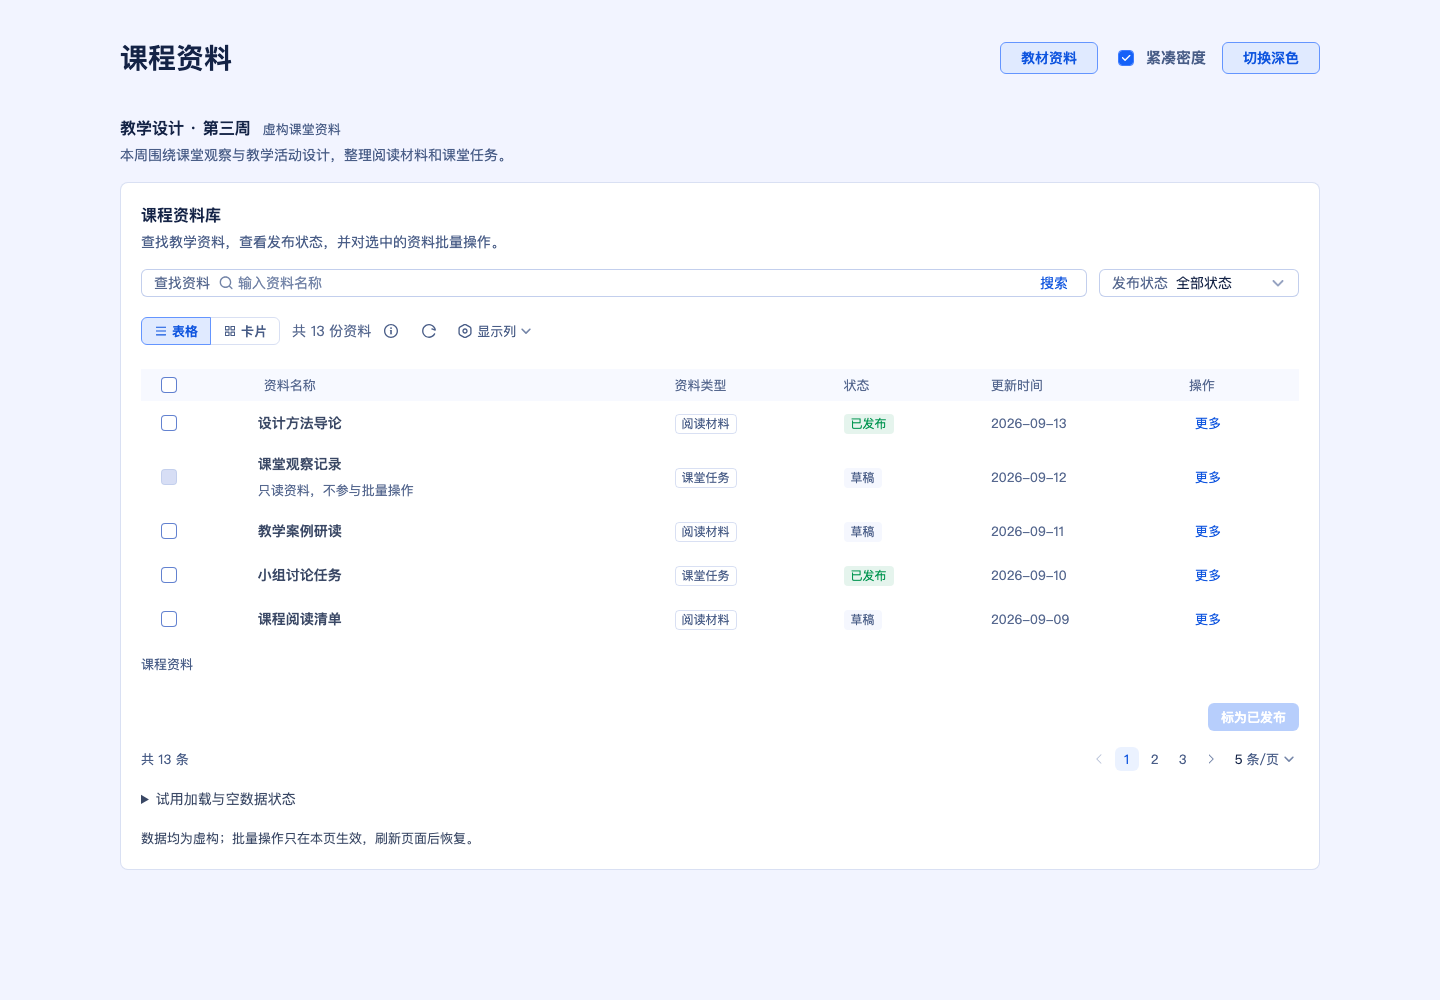 课程资料
教材资料
紧凑密度
切换深色
教学设计 · 第三周 虚构课堂资料
本周围绕课堂观察与教学活动设计，整理阅读材料和课堂任务。
课程资料库
查找教学资料，查看发布状态，并对选中的资料批量操作。
查找资料 输入资料名称 搜索 发布状态 全部状态
表格 卡片 共 13 份资料 显示列
资料名称 资料类型 状态 更新时间 操作
设计方法导论 阅读材料 已发布 2026-09-13 更多
课堂观察记录 课堂任务 草稿 2026-09-12 更多
只读资料，不参与批量操作
教学案例研读 阅读材料 草稿 2026-09-11 更多
小组讨论任务 课堂任务 已发布 2026-09-10 更多
课程阅读清单 阅读材料 草稿 2026-09-09 更多
课程资料
标为已发布
共 13 条 1 2 3 5 条/页
试用加载与空数据状态
数据均为虚构；批量操作只在本页生效，刷新页面后恢复。